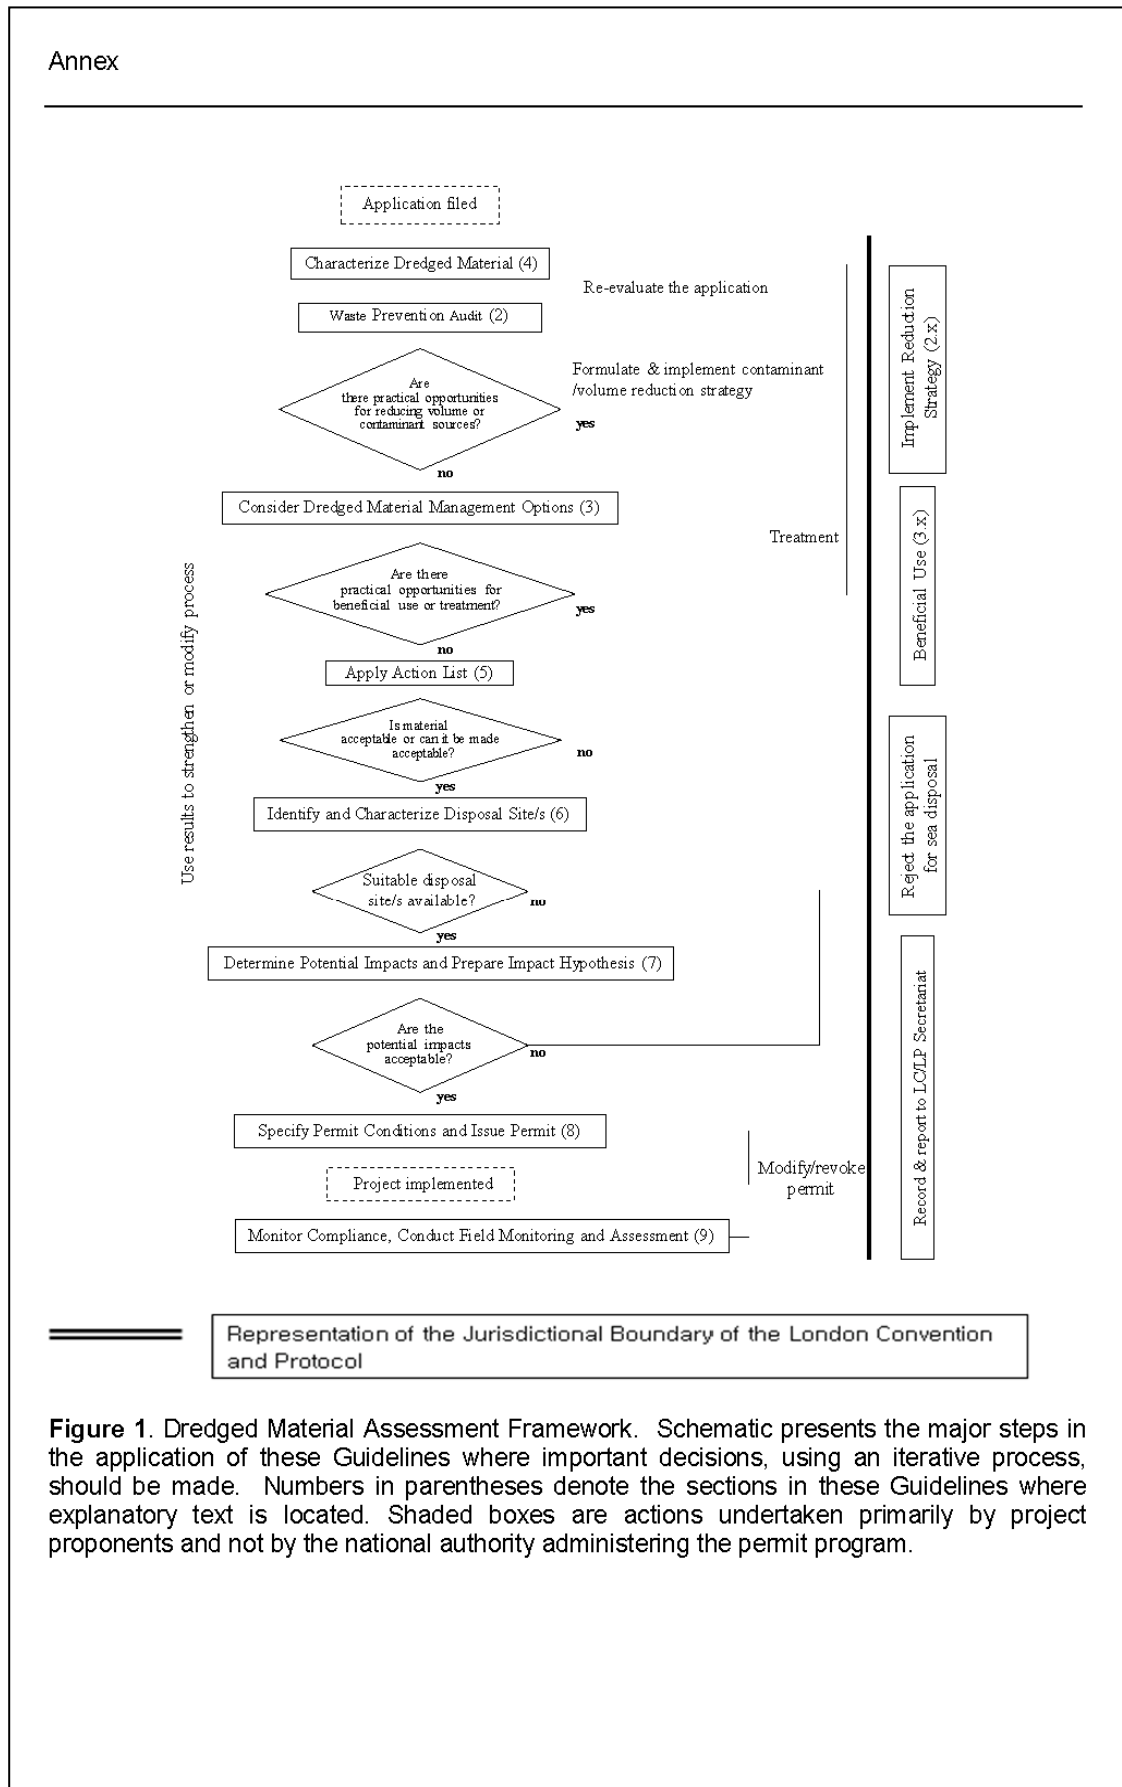 Annex
Application filed
Characterize Dredged Material (4)
Re-evaluate the application
Waste Prevention Audit (2)
Are
there practical opportunities
for reducing volume or
contaminant sources?
Formulate & implement contaminant
/volume reduction strategy
yes
no
Implement Reduction
Strategy (2.x)
Consider Dredged Material Management Options (3)
Treatment
Are there
practical opportunities for
beneficial use or treatment?
yes
no
Beneficial Use (3.x)
Use results to strengthen or modify process
Apply Action List (5)
Is material
acceptable or can it be made
acceptable?
no
yes
Reject the application
for sea disposal
Identify and Characterize Disposal Site/s (6)
Suitable disposal
site/s available?
no
yes
Determine Potential Impacts and Prepare Impact Hypothesis (7)
Are the
potential impacts
acceptable?
no
yes
Record & report to LC/LP Secretariat
Specify Permit Conditions and Issue Permit (8)
Modify/revoke
permit
Project implemented
Monitor Compliance, Conduct Field Monitoring and Assessment (9)
Representation of the Jurisdictional Boundary of the London Convention
and Protocol
Figure 1. Dredged Material Assessment Framework. Schematic presents the major steps in
the application of these Guidelines where important decisions, using an iterative process,
should be made. Numbers in parentheses denote the sections in these Guidelines where
explanatory text is located. Shaded boxes are actions undertaken primarily by project
proponents and not by the national authority administering the permit program.